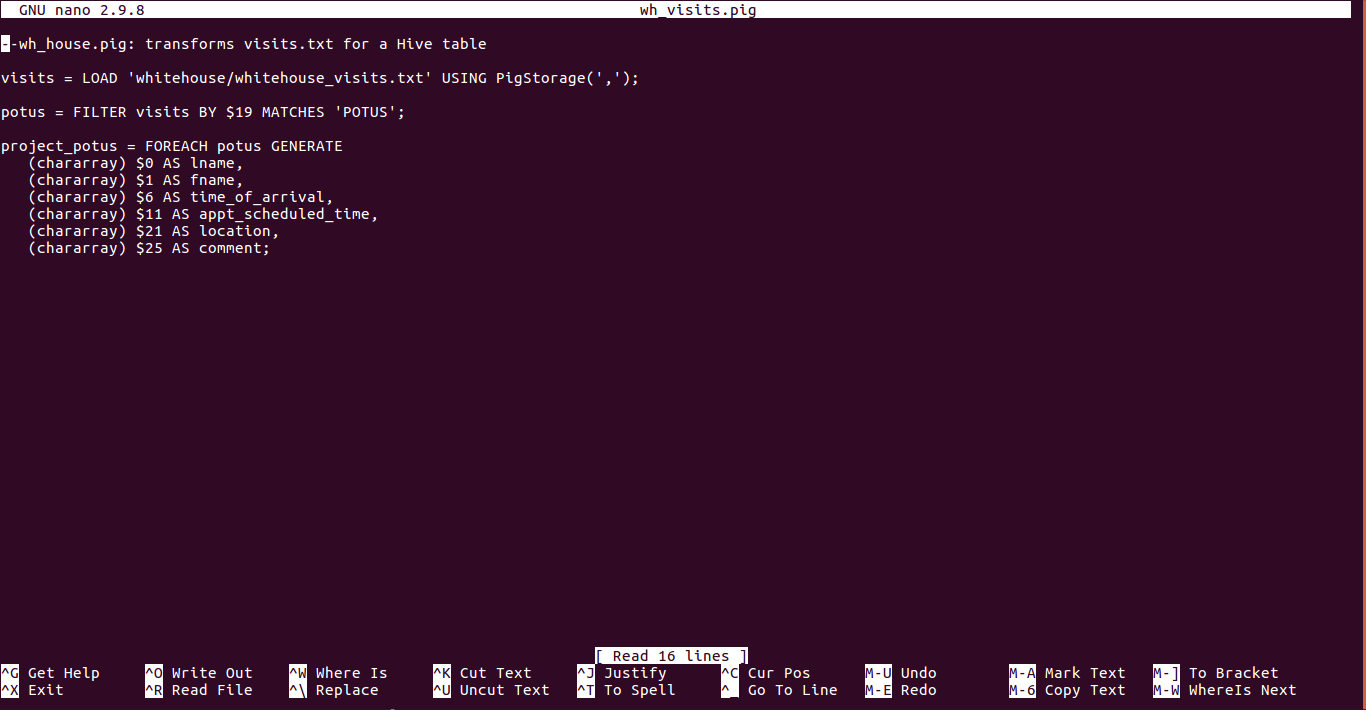 GNU nano 2.9.8 wh_visits.pig
--wh_house.pig: transforms visits.txt for a Hive table
visits = LOAD 'whitehouse/whitehouse_visits.txt' USING PigStorage(',');
potus = FILTER visits BY $19 MATCHES 'POTUS';
project_potus = FOREACH potus GENERATE
(chararray) $0 AS lname,
(chararray) $1 AS fname,
(chararray) $6 AS time_of_arrival,
(chararray) $11 AS appt_scheduled_time,
(chararray) $21 AS location,
(chararray) $25 AS comment;
[ Read 16 lines ]
^G Get Help ^O Write Out ^W Where Is ^K Cut Text ^J Justify ^C Cur Pos M-U Undo M-A Mark Text M-] To Bracket
^X Exit ^R Read File ^\ Replace ^U Uncut Text ^T To Spell ^_ Go To Line M-E Redo M-6 Copy Text M-W WhereIs Next